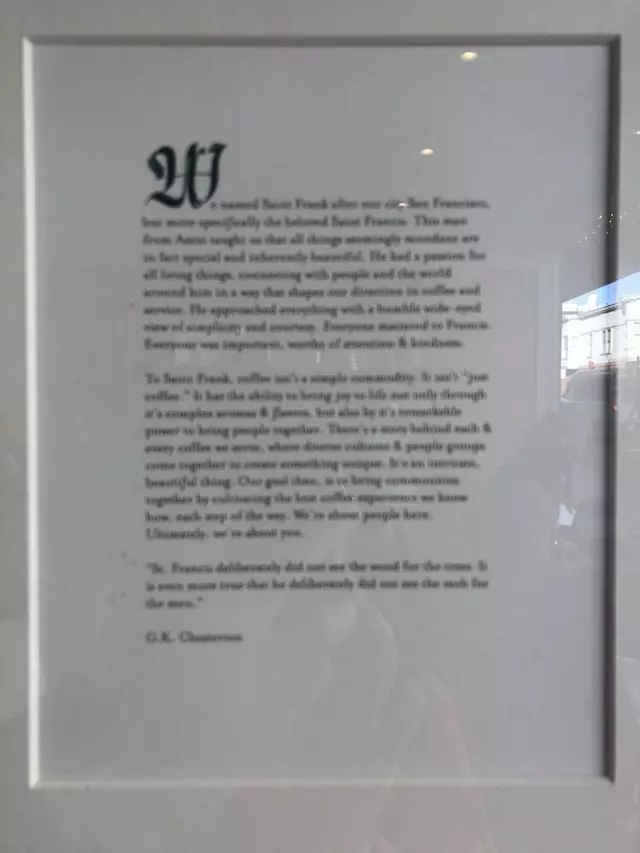 We named Saint Frank after our city San Francisco,
but more specifically the beloved Saint Francis. This man
from Assisi taught us that all things seemingly mundane are
in fact special and inherently beautiful. He had a passion for
all living things, connecting with people and the world
around him in a way that shapes our direction in coffee and
service. He approached everything with a humble wide-eyed
view of simplicity and courtesy. Everyone mattered to Francis.
Everyone was important, worthy of attention & kindness.
To Saint Frank, coffee isn't a simple commodity. It isn't "just
coffee." It has the ability to bring joy to life not only through
it's complex aromas & flavors, but also by it's remarkable
power to bring people together. There's a story behind each &
every coffee we serve, where diverse cultures & people groups
come together to create something unique. It's an intricate,
beautiful thing. Our goal then, is to bring communities
together by cultivating the best coffee experience we know
how, each step of the way. We're about people here.
Ultimately, we're about you.
"St. Francis deliberately did not see the wood for the trees. It
is even more true that he deliberately did not see the mob for
the men."
G.K. Chesterton